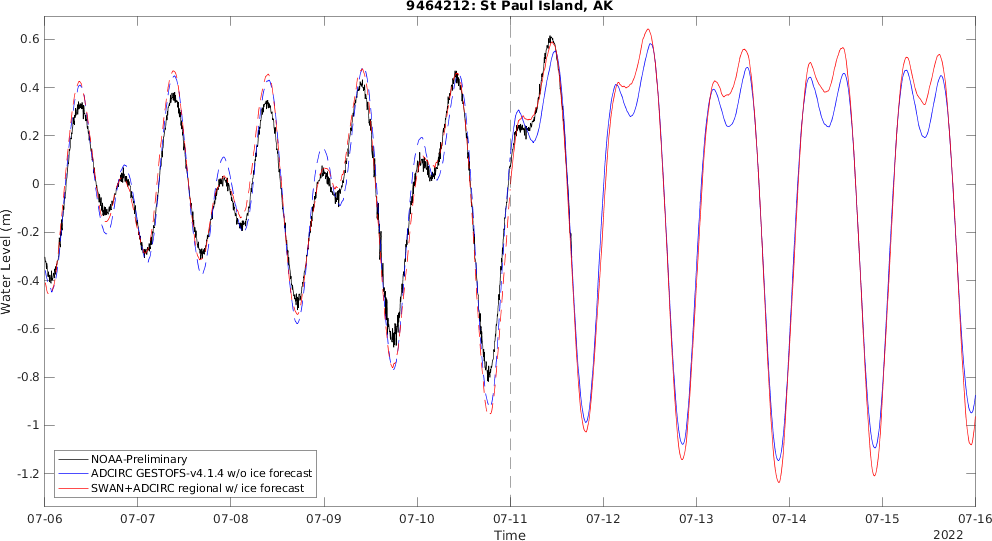 9464212: St Paul Island, AK
Water Level (m)
0.6
0.4
0.2
0
-0.2
-0.4
-0.6
-0.8
-1
-1.2
NOAA-Preliminary
ADCIRC GESTOFS-v4.1.4 w/o ice forecast
SWAN+ADCIRC regional w/ ice forecast
07-06 07-07 07-08 07-09 07-10 07-11 07-12 07-13 07-14 07-15 07-16
Time
2022